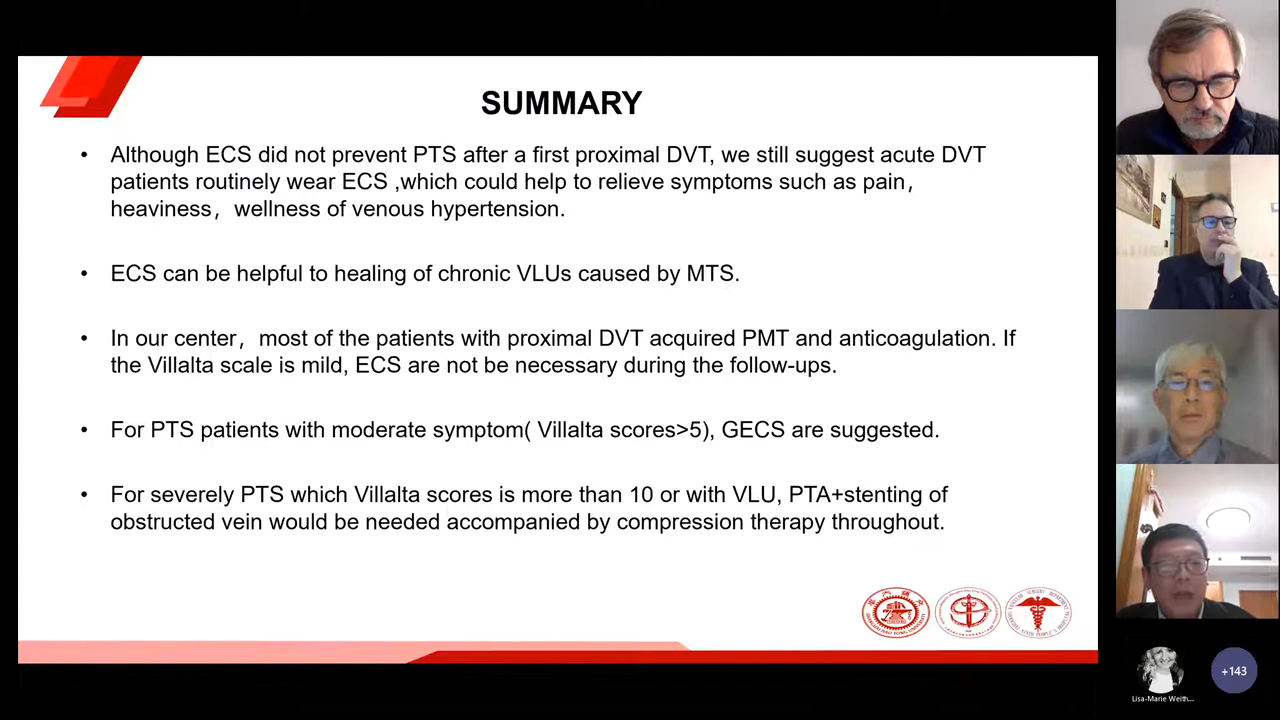 SUMMARY
• Although ECS did not prevent PTS after a first proximal DVT, we still suggest acute DVT
patients routinely wear ECS ,which could help to relieve symptoms such as pain，
heaviness，wellness of venous hypertension.
• ECS can be helpful to healing of chronic VLUs caused by MTS.
• In our center，most of the patients with proximal DVT acquired PMT and anticoagulation. If
the Villalta scale is mild, ECS are not be necessary during the follow-ups.
• For PTS patients with moderate symptom( Villalta scores>5), GECS are suggested.
• For severely PTS which Villalta scores is more than 10 or with VLU, PTA+stenting of
obstructed vein would be needed accompanied by compression therapy throughout.
Lisa-Marie Weith...
+143